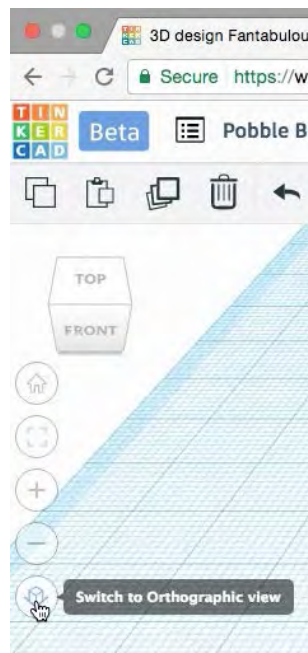 3D design Fantabulou
Secure https://w
TIN
KER
CAD
Beta
Pobble B
TOP
FRONT
Switch to Orthographic view